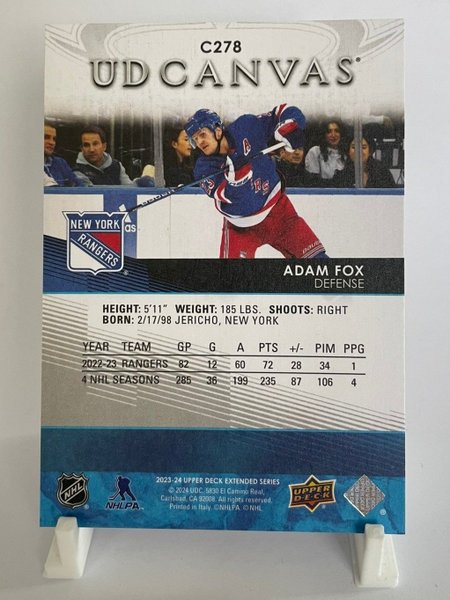 C278
UD CANVAS
NEW YORK
RANGERS
as
A
ADAM FOX
DEFENSE
HEIGHT: 5'11" WEIGHT: 185 LBS. SHOOTS: RIGHT
BORN: 2/17/98 JERICHO, NEW YORK
YEAR TEAM GP G A PTS +/- PIM PPG
2022-23 RANGERS 82 12 60 72 28 34 1
4 NHL SEASONS 285 36 199 235 87 106 4
2023-24 UPPER DECK EXTENDED SERIES
© 2024 UDC. 5830 El Camino Real,
Carlsbad, CA 92008. All rights reserved.
Printed in Italy. ©NHLPA. © NHL.
NHL
NHLPA
UPPER
DECK